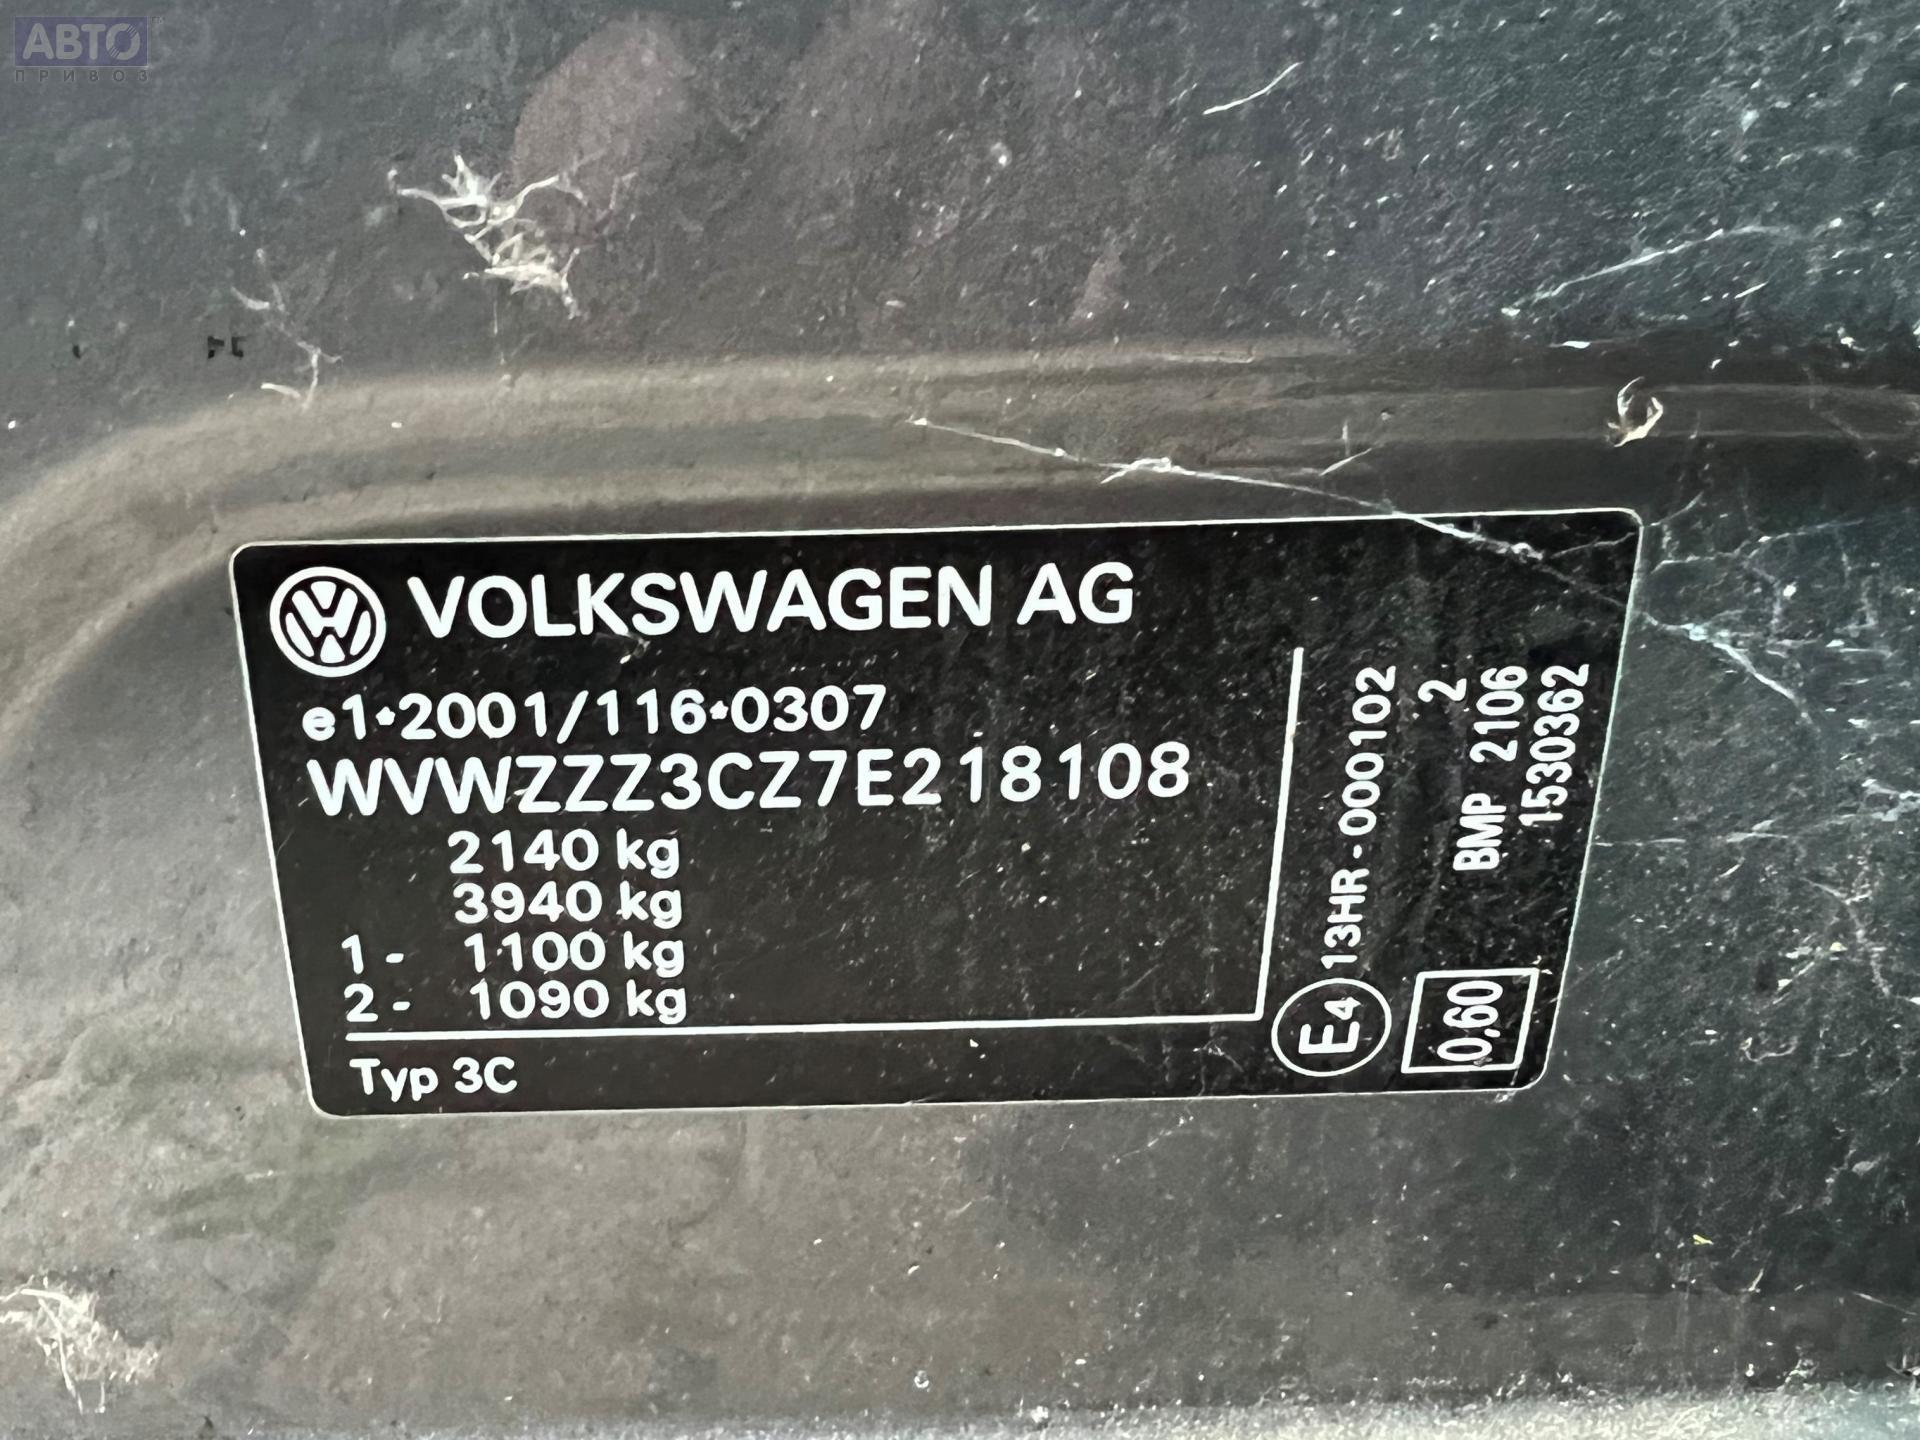 АВТО
ПРИВОЗ
VOLKSWAGEN AG
e1*2001/116*0307
WVWZZZ3CZ7E218108
2140 kg
3940 kg
1- 1100 kg
2- 1090 kg
Typ 3C
E4 13HR-000102
2
BMP 2106
1530362
0,60